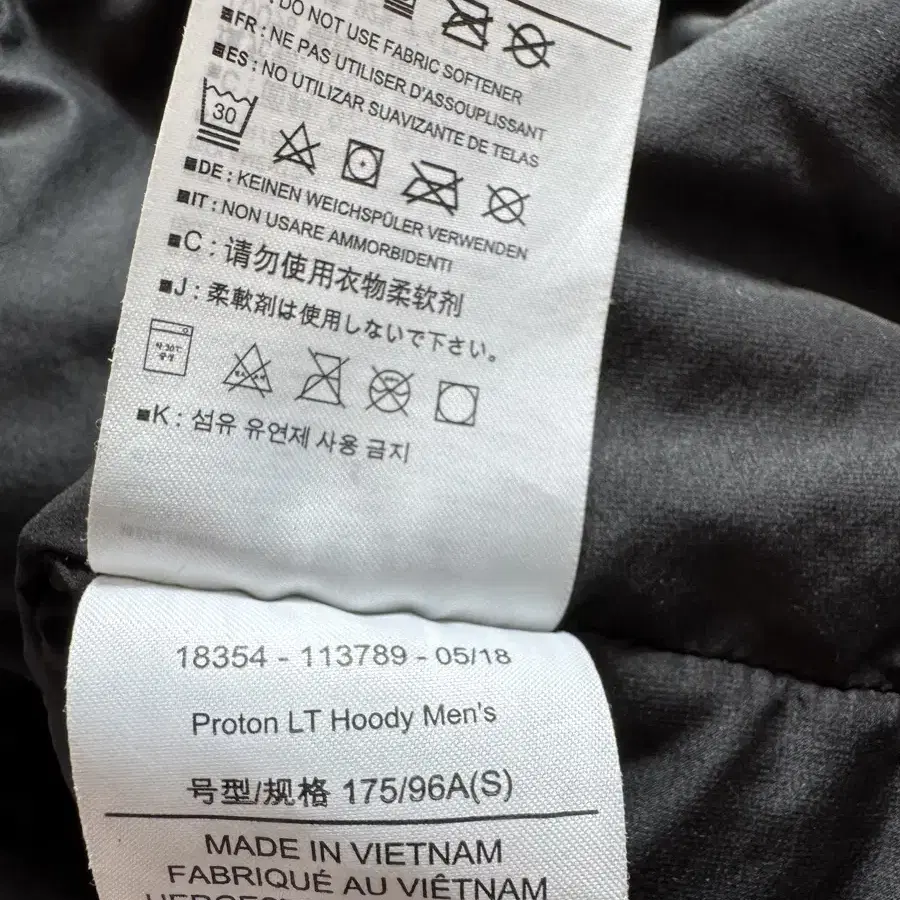 : DO NOT USE FABRIC SOFTENER
■FR : NE PAS UTILISER D'ASSOUPLISSANT
■ES : NO UTILIZAR SUAVIZANTE DE TELAS
30
■DE : KEINEN WEICHSPÜLER VERWENDEN
■IT : NON USARE AMMORBIDENTI
■C : 请勿使用衣物柔软剂
■J : 柔軟剤は使用しないで下さい。
■K : 섬유 유연제 사용 금지
18354 - 113789 - 05/18
Proton LT Hoody Men's
号型/规格 175/96A(S)
MADE IN VIETNAM
FABRIQUÉ AU VIÊTNAM